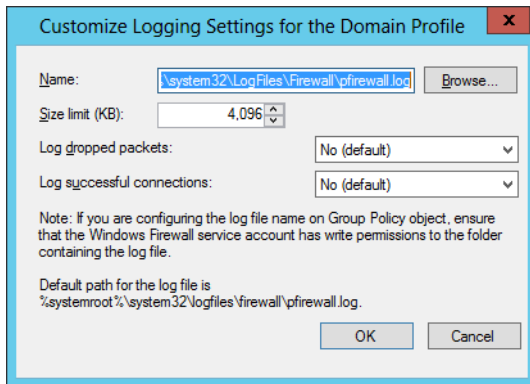 Customize Logging Settings for the Domain Profile
x
Name:
:\system32\LogFiles\Firewall\pfirewall.log
Browse...
Size limit (KB):
4,096
Log dropped packets:
No (default)
Log successful connections:
No (default)
Note: If you are configuring the log file name on Group Policy object, ensure
that the Windows Firewall service account has write permissions to the folder
containing the log file.
Default path for the log file is
%systemroot%\system32\logfiles\firewall\pfirewall.log.
OK
Cancel